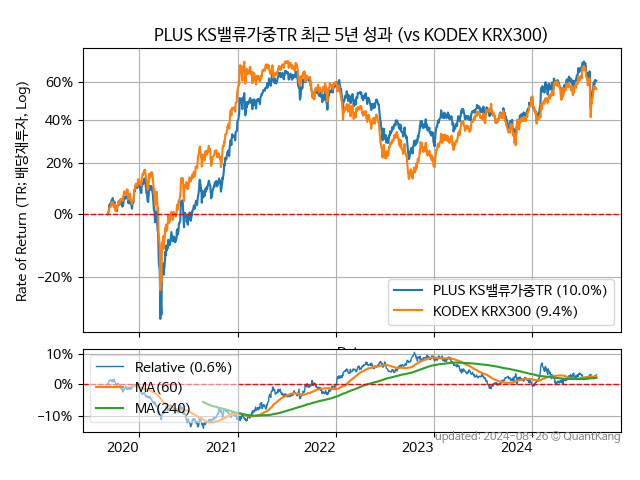 PLUS KS밸류가중TR 최근 5년 성과 (vs KODEX KRX300)
Rate of Return (TR: 배당재투자, Log)
60%
40%
20%
0%
−20%
PLUS KS밸류가중TR (10.0%)
KODEX KRX300 (9.4%)
10%
0%
−10%
Relative (0.6%)
MA(60)
MA(240)
2020
2021
2022
2023
2024
updated: 2024-08-26 © QuantKang